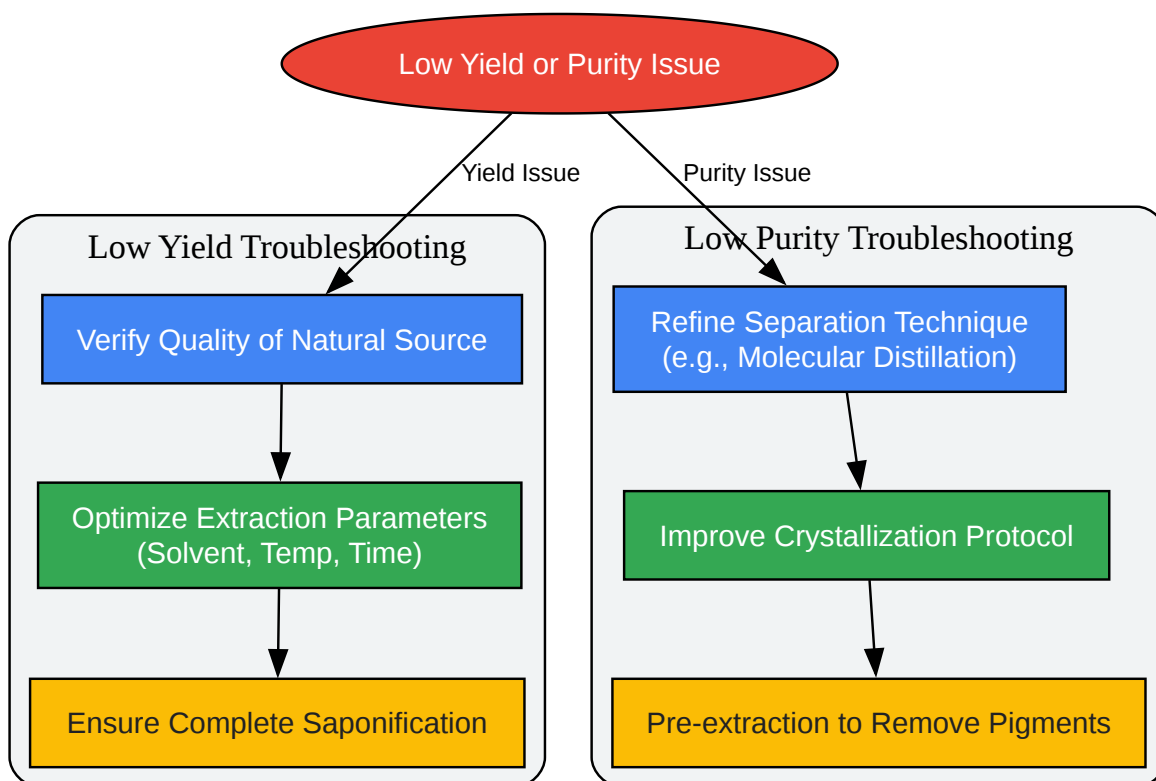 Low Yield or Purity Issue
Yield Issue
Purity Issue
Low Yield Troubleshooting
Verify Quality of Natural Source
Optimize Extraction Parameters
(Solvent, Temp, Time)
Ensure Complete Saponification
Low Purity Troubleshooting
Refine Separation Technique
(e.g., Molecular Distillation)
Improve Crystallization Protocol
Pre-extraction to Remove Pigments